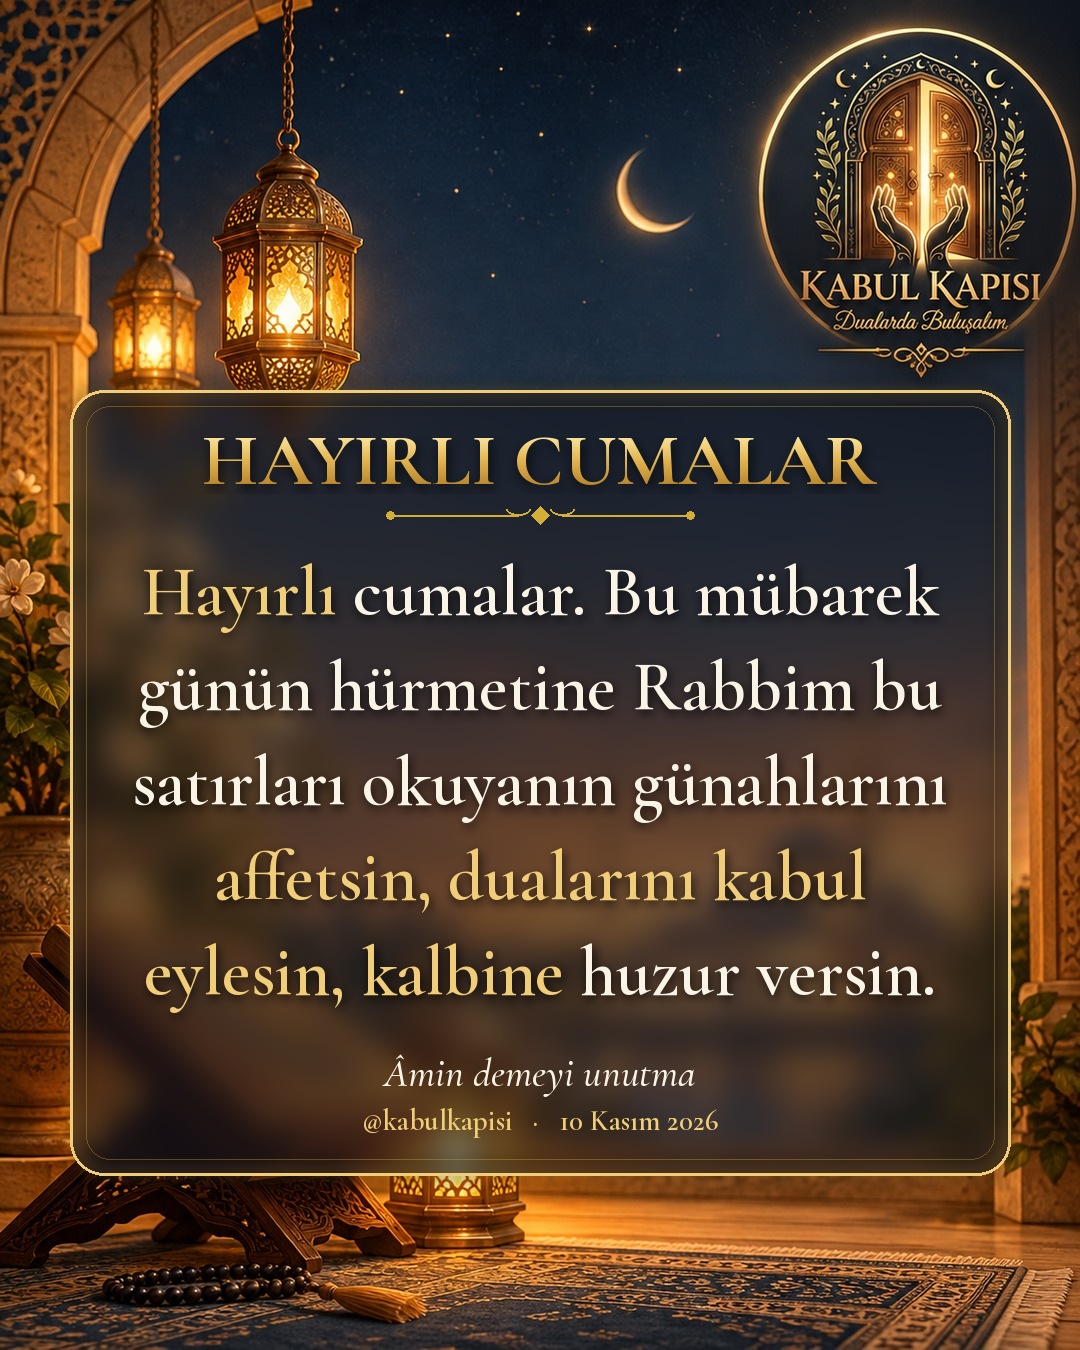 KABUL KAPISI
Dualarda Buluşalım
HAYIRLI CUMALAR
Hayırlı cumalar. Bu mübarek
günün hürmetine Rabbim bu
satırları okuyanın günahlarını
affetsin, dualarını kabul
eylesin, kalbine huzur versin.
Âmin demeyi unutma
@kabulkapisi · 10 Kasım 2026